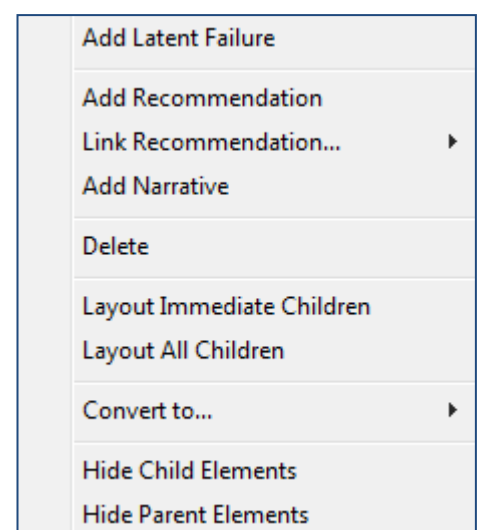 Add Latent Failure
Add Recommendation
Link Recommendation...
Add Narrative
Delete
Layout Immediate Children
Layout All Children
Convert to...
Hide Child Elements
Hide Parent Elements